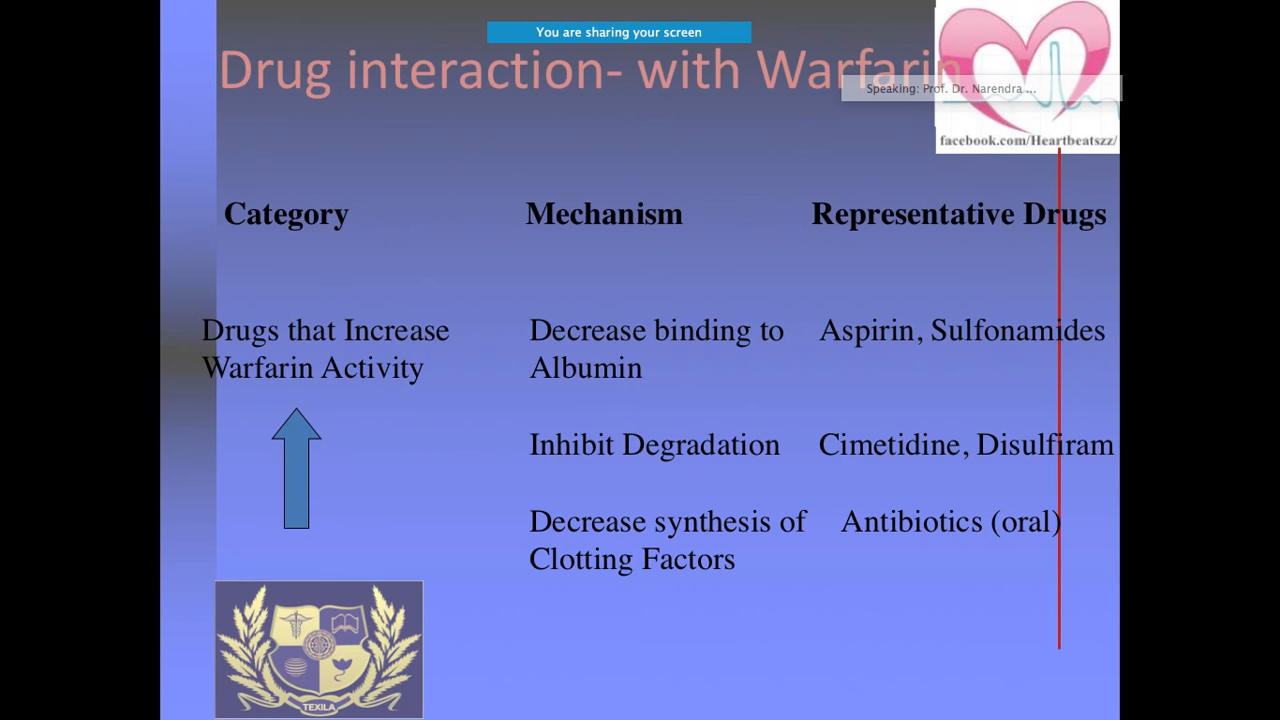 You are sharing your screen
Drug interaction- with Warfarin
Speaking: Prof. Dr. Narendra ...
facebook.com/Heartbeatszz/
Category Mechanism Representative Drugs
Drugs that Increase Decrease binding to Aspirin, Sulfonamides
Warfarin Activity Albumin
Inhibit Degradation Cimetidine, Disulfiram
Decrease synthesis of Antibiotics (oral)
Clotting Factors
TEXILA